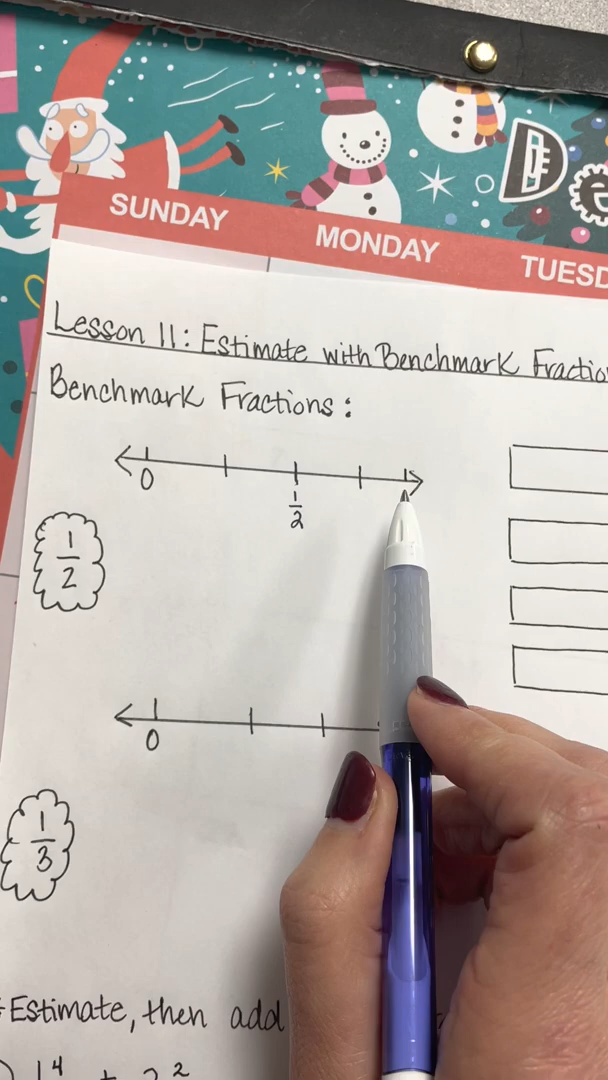 SUNDAY
MONDAY
Lesson 11: Estimate with Benchmark
Benchmark Fractions:
0
1
2
1
2
0
1
3
Estimate, then add